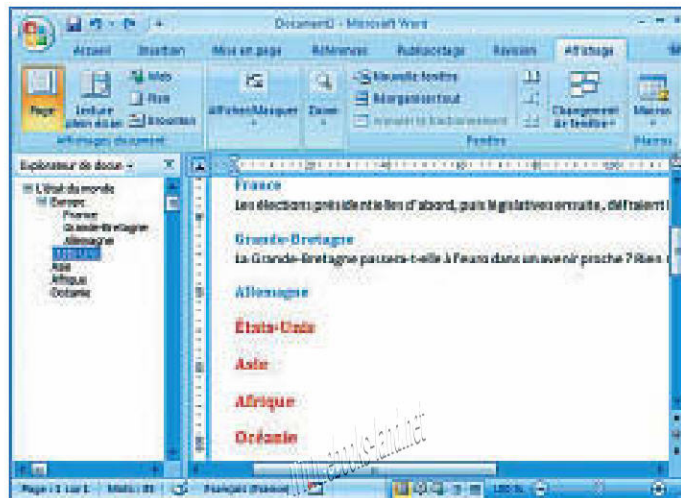 Document2 - Microsoft Word
Accueil Insertion Mise en page Références Publipostage Révision Affichage
Page Lecture plein écran Web Plan Brouillon
Afficher/Masquer Zoom
Nouvelle fenêtre
Réorganiser tout
Changement de fenêtre
Macros
Affichages document Fenêtre Macros
Explorateur de docum
L'état du monde
Europe
France
Grande-Bretagne
Allemagne
Asie
Afrique
Océanie
France
Les élections présidentielles d'abord, puis législatives ensuite,
Grande-Bretagne
La Grande-Bretagne passera-t-elle à l'euro dans un avenir proche ? Rien
Allemagne
États-Unis
Asie
Afrique
Océanie
Page : 1 sur 1 Mots : Français (France) 100 %